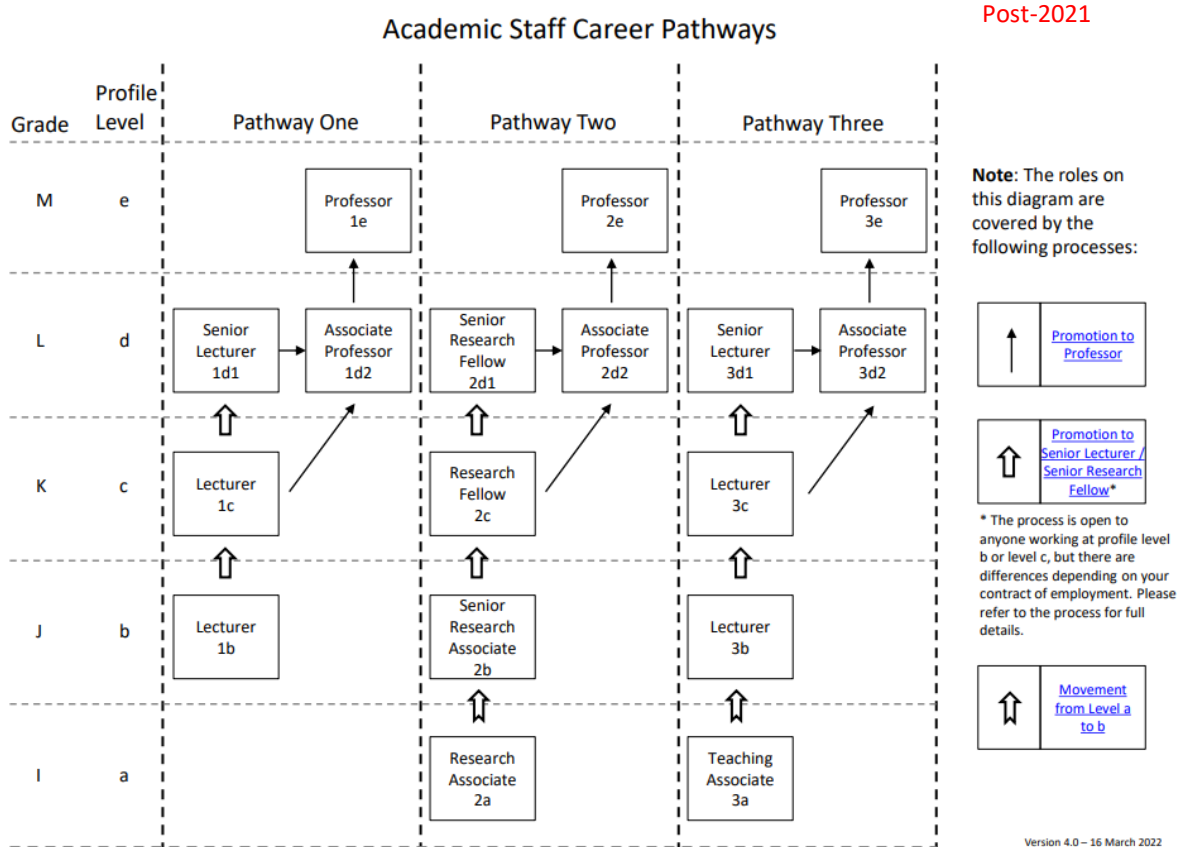 Post-2021
Academic Staff Career Pathways
Grade
Profile
Level
Pathway One
Pathway Two
Pathway Three
M
e
Professor
1e
Professor
2e
Professor
3e
L
d
Senior
Lecturer
1d1
Associate
Professor
1d2
Senior
Research
Fellow
2d1
Associate
Professor
2d2
Senior
Lecturer
3d1
Associate
Professor
3d2
K
c
Lecturer
1c
Research
Fellow
2c
Lecturer
3c
J
b
Lecturer
1b
Senior
Research
Associate
2b
Lecturer
3b
I
a
Research
Associate
2a
Teaching
Associate
3a
Note: The roles on
this diagram are
covered by the
following processes:
Promotion to
Professor
Promotion to
Senior Lecturer /
Senior Research
Fellow*
* The process is open to
anyone working at profile level
b or level c, but there are
differences depending on your
contract of employment. Please
refer to the process for full
details.
Movement
from Level a
to b
Version 4.0 – 16 March 2022